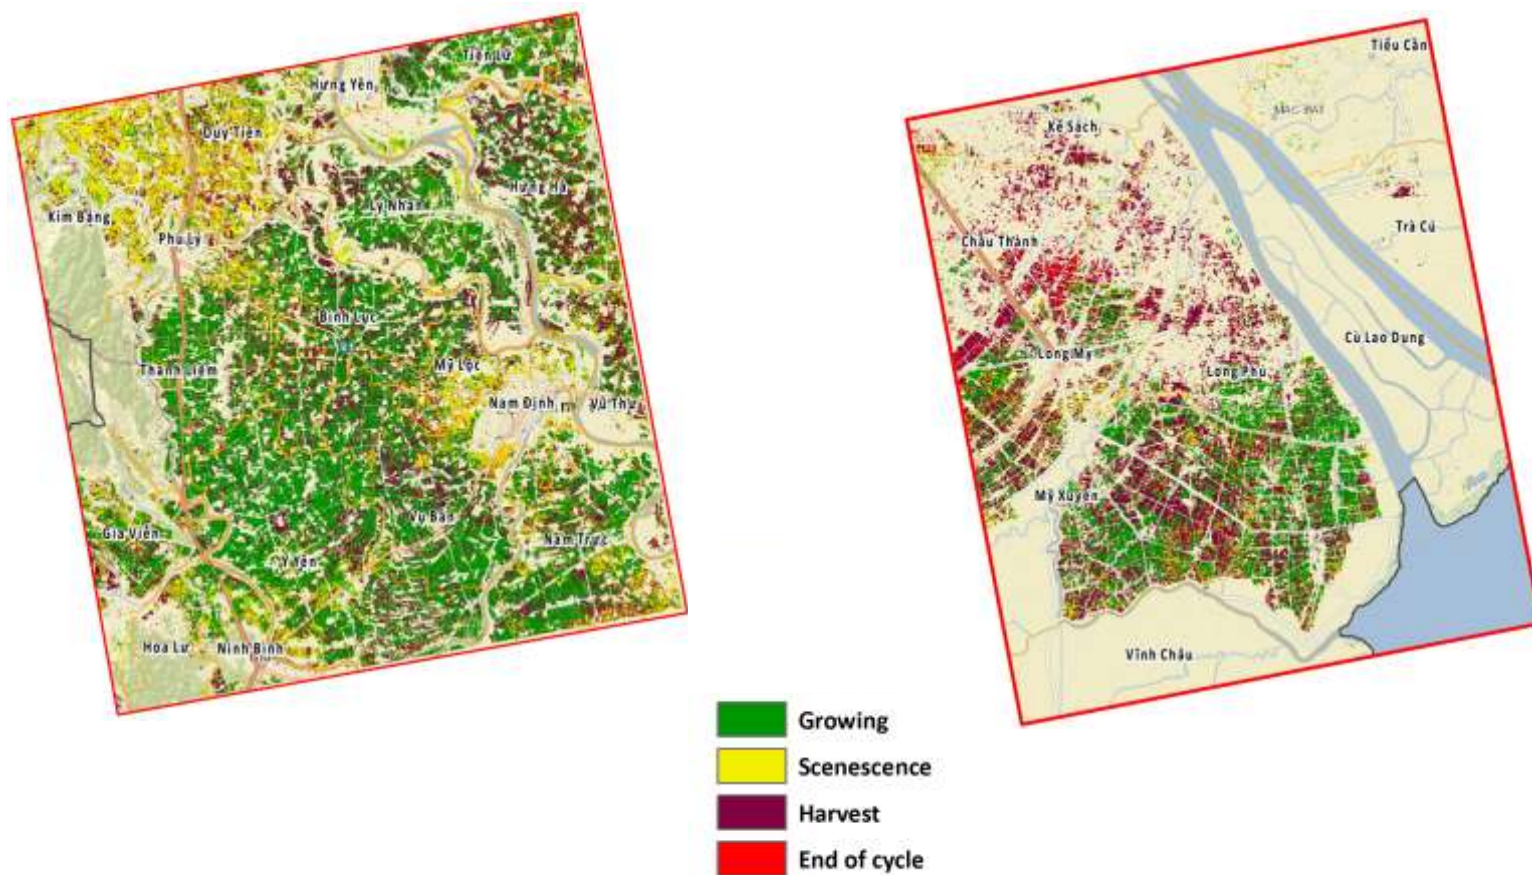 Tiên Lữ
Hưng Yên
Duy Tiên
Hưng Hà
Lý Nhân
Kim Bảng
Phu Lý
Bình Lục
Thanh Liêm
Mỹ Lộc
Nam Định
Vũ Thư
Vụ Bản
Gia Viễn
Nam Trực
Ý Yên
Hoa Lư
Ninh Bình
Tiểu Cần
Kế Sách
Trà Cú
Châu Thành
Cù Lao Dung
Long Mỹ
Long Phú
Mỹ Xuyên
Vĩnh Châu
Growing
Scenescence
Harvest
End of cycle